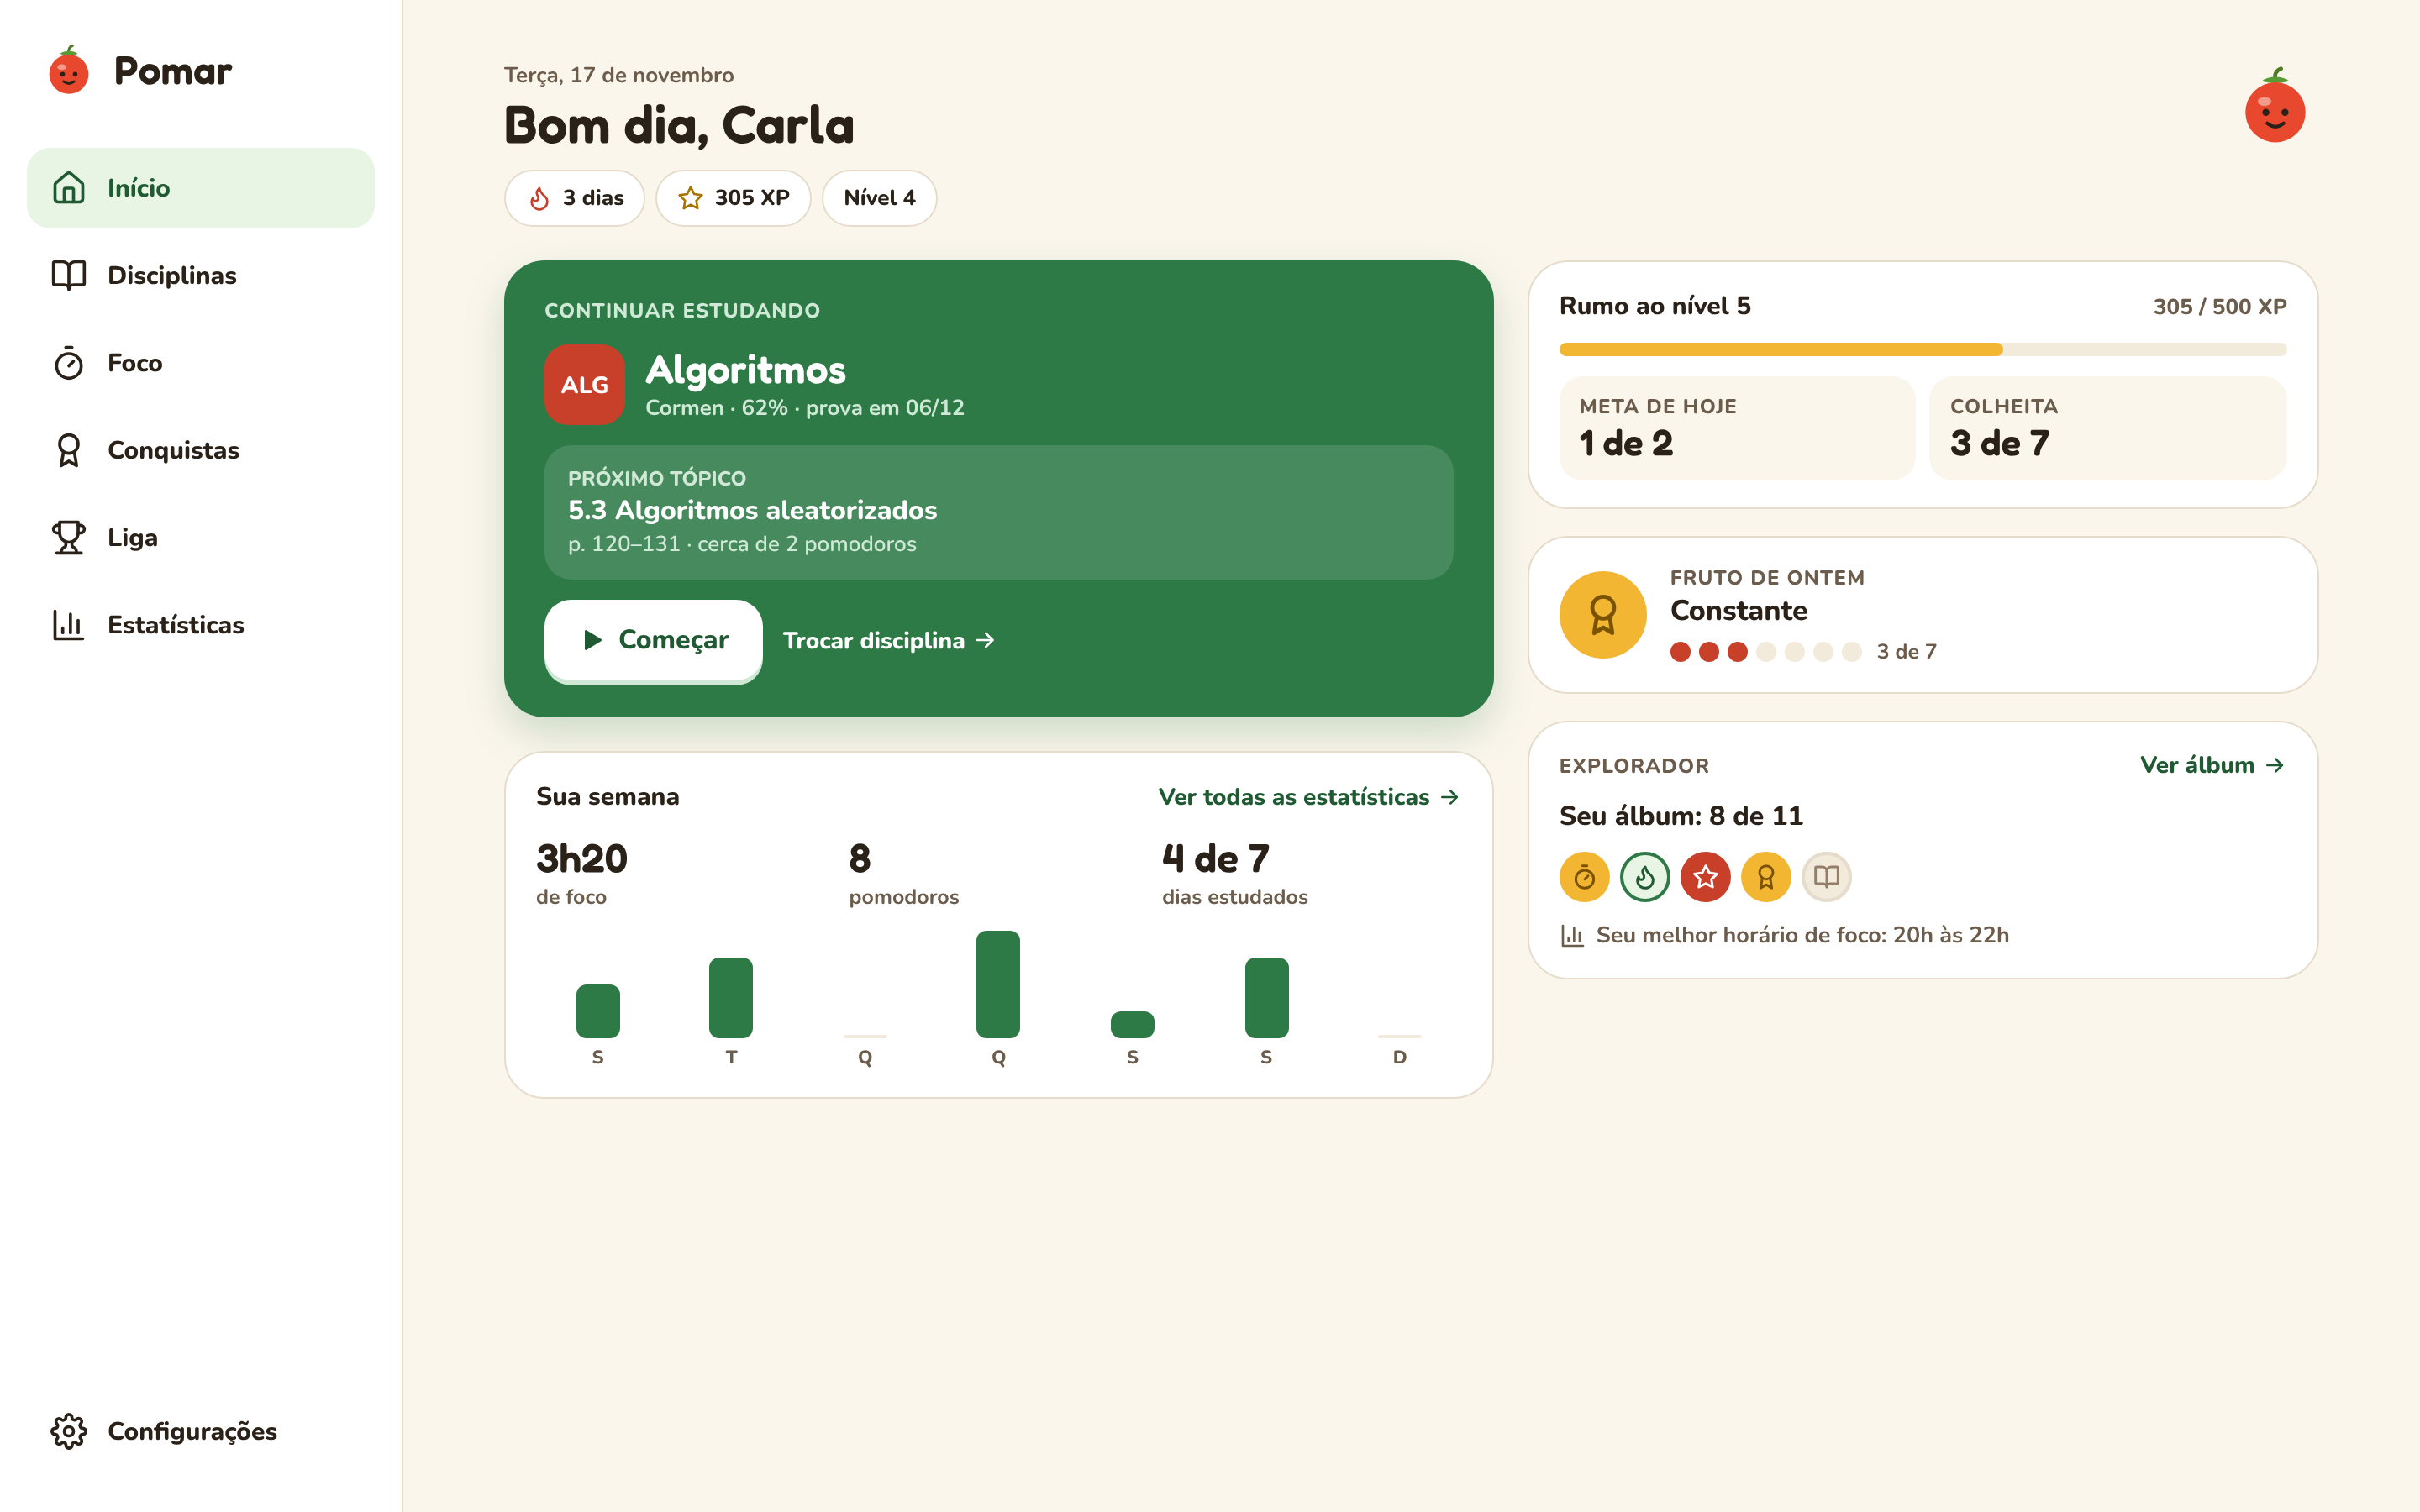 Pomar
Início
Disciplinas
Foco
Conquistas
Liga
Estatísticas
Configurações
Terça, 17 de novembro
Bom dia, Carla
3 dias
305 XP
Nível 4
CONTINUAR ESTUDANDO
ALG
Algoritmos
Cormen · 62% · prova em 06/12
PRÓXIMO TÓPICO
5.3 Algoritmos aleatorizados
p. 120–131 · cerca de 2 pomodoros
Começar
Trocar disciplina →
Sua semana
Ver todas as estatísticas →
3h20
de foco
8
pomodoros
4 de 7
dias estudados
S T Q Q S S D
Rumo ao nível 5
305 / 500 XP
META DE HOJE
1 de 2
COLHEITA
3 de 7
FRUTO DE ONTEM
Constante
3 de 7
EXPLORADOR
Ver álbum →
Seu álbum: 8 de 11
Seu melhor horário de foco: 20h às 22h